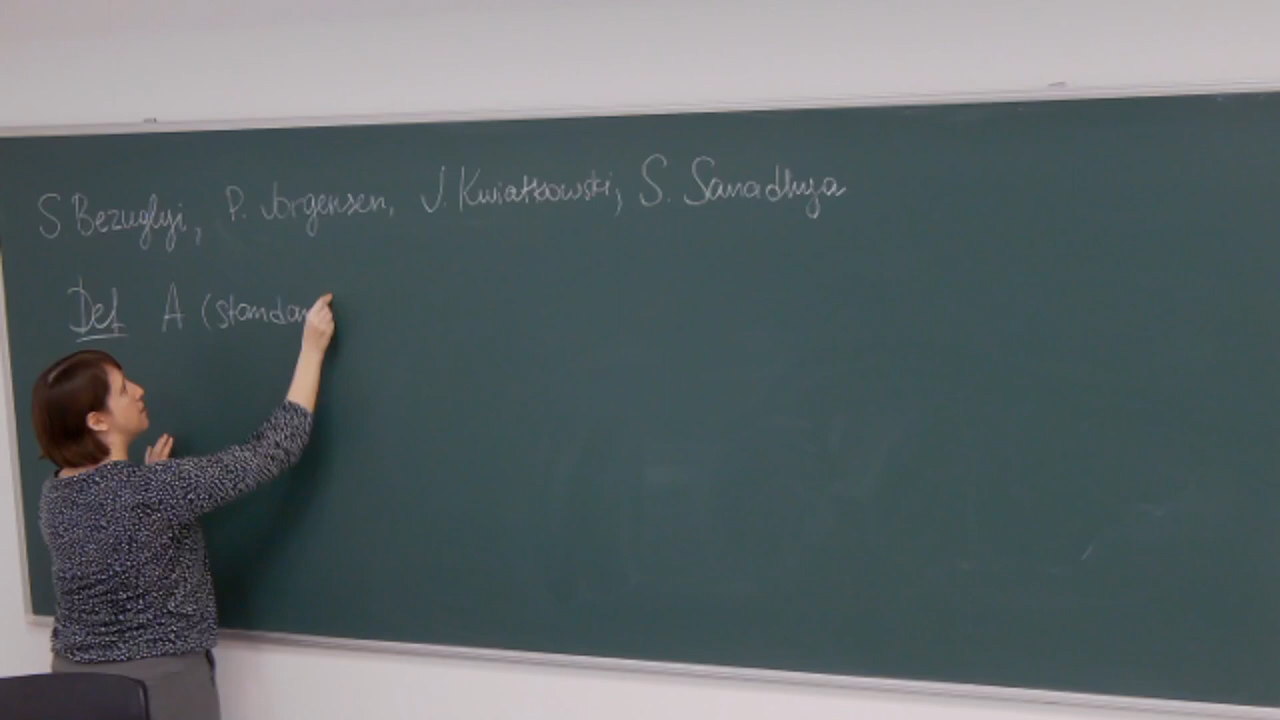 S Bezuglyi, P. Jorgensen, J. Kwiatkowski, S. Sanadhya
Def A (standar